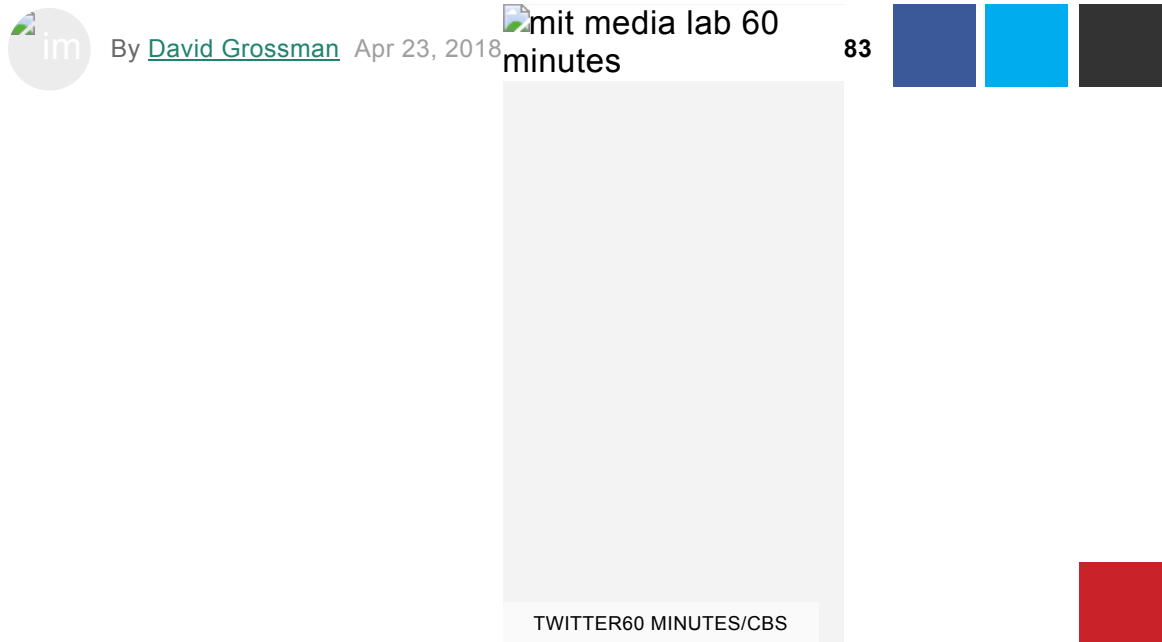 im
By David Grossman Apr 23, 2018
mit media lab 60
minutes
83
TWITTER60 MINUTES/CBS